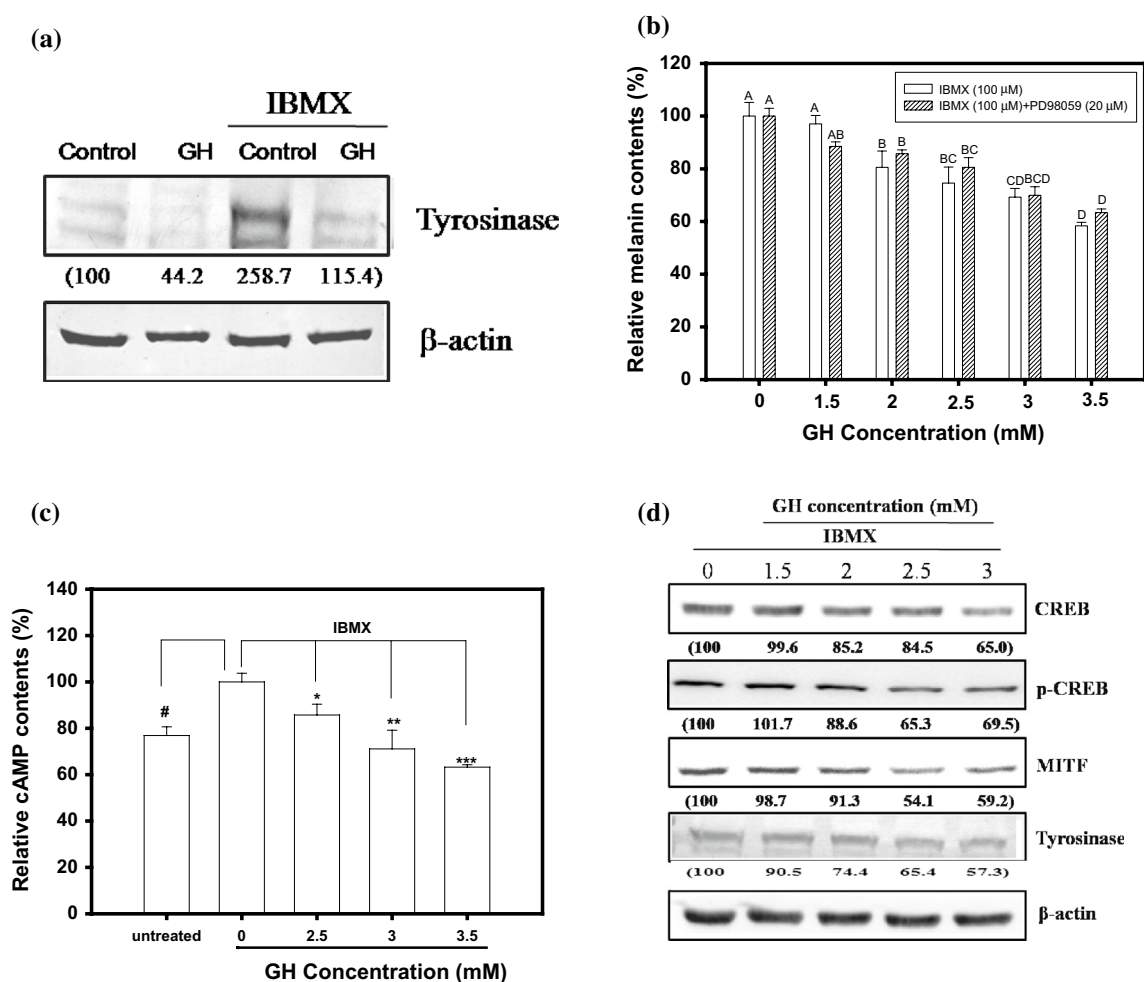 (a)
IBMX
Control GH Control GH
Tyrosinase
(100 44.2 258.7 115.4)
β-actin
(b)
Relative melanin contents (%)
120
100
80
60
40
20
0
IBMX (100 μM)
IBMX (100 μM)+PD98059 (20 μM)
A A A AB B B BC BC CD BCD D D
0 1.5 2 2.5 3 3.5
GH Concentration (mM)
(c)
Relative cAMP contents (%)
140
120
100
80
60
40
20
0
IBMX
# * ** ***
untreated 0 2.5 3 3.5
GH Concentration (mM)
(d)
GH concentration (mM)
IBMX
0 1.5 2 2.5 3
CREB
(100 99.6 85.2 84.5 65.0)
p-CREB
(100 101.7 88.6 65.3 69.5)
MITF
(100 98.7 91.3 54.1 59.2)
Tyrosinase
(100 90.5 74.4 65.4 57.3)
β-actin